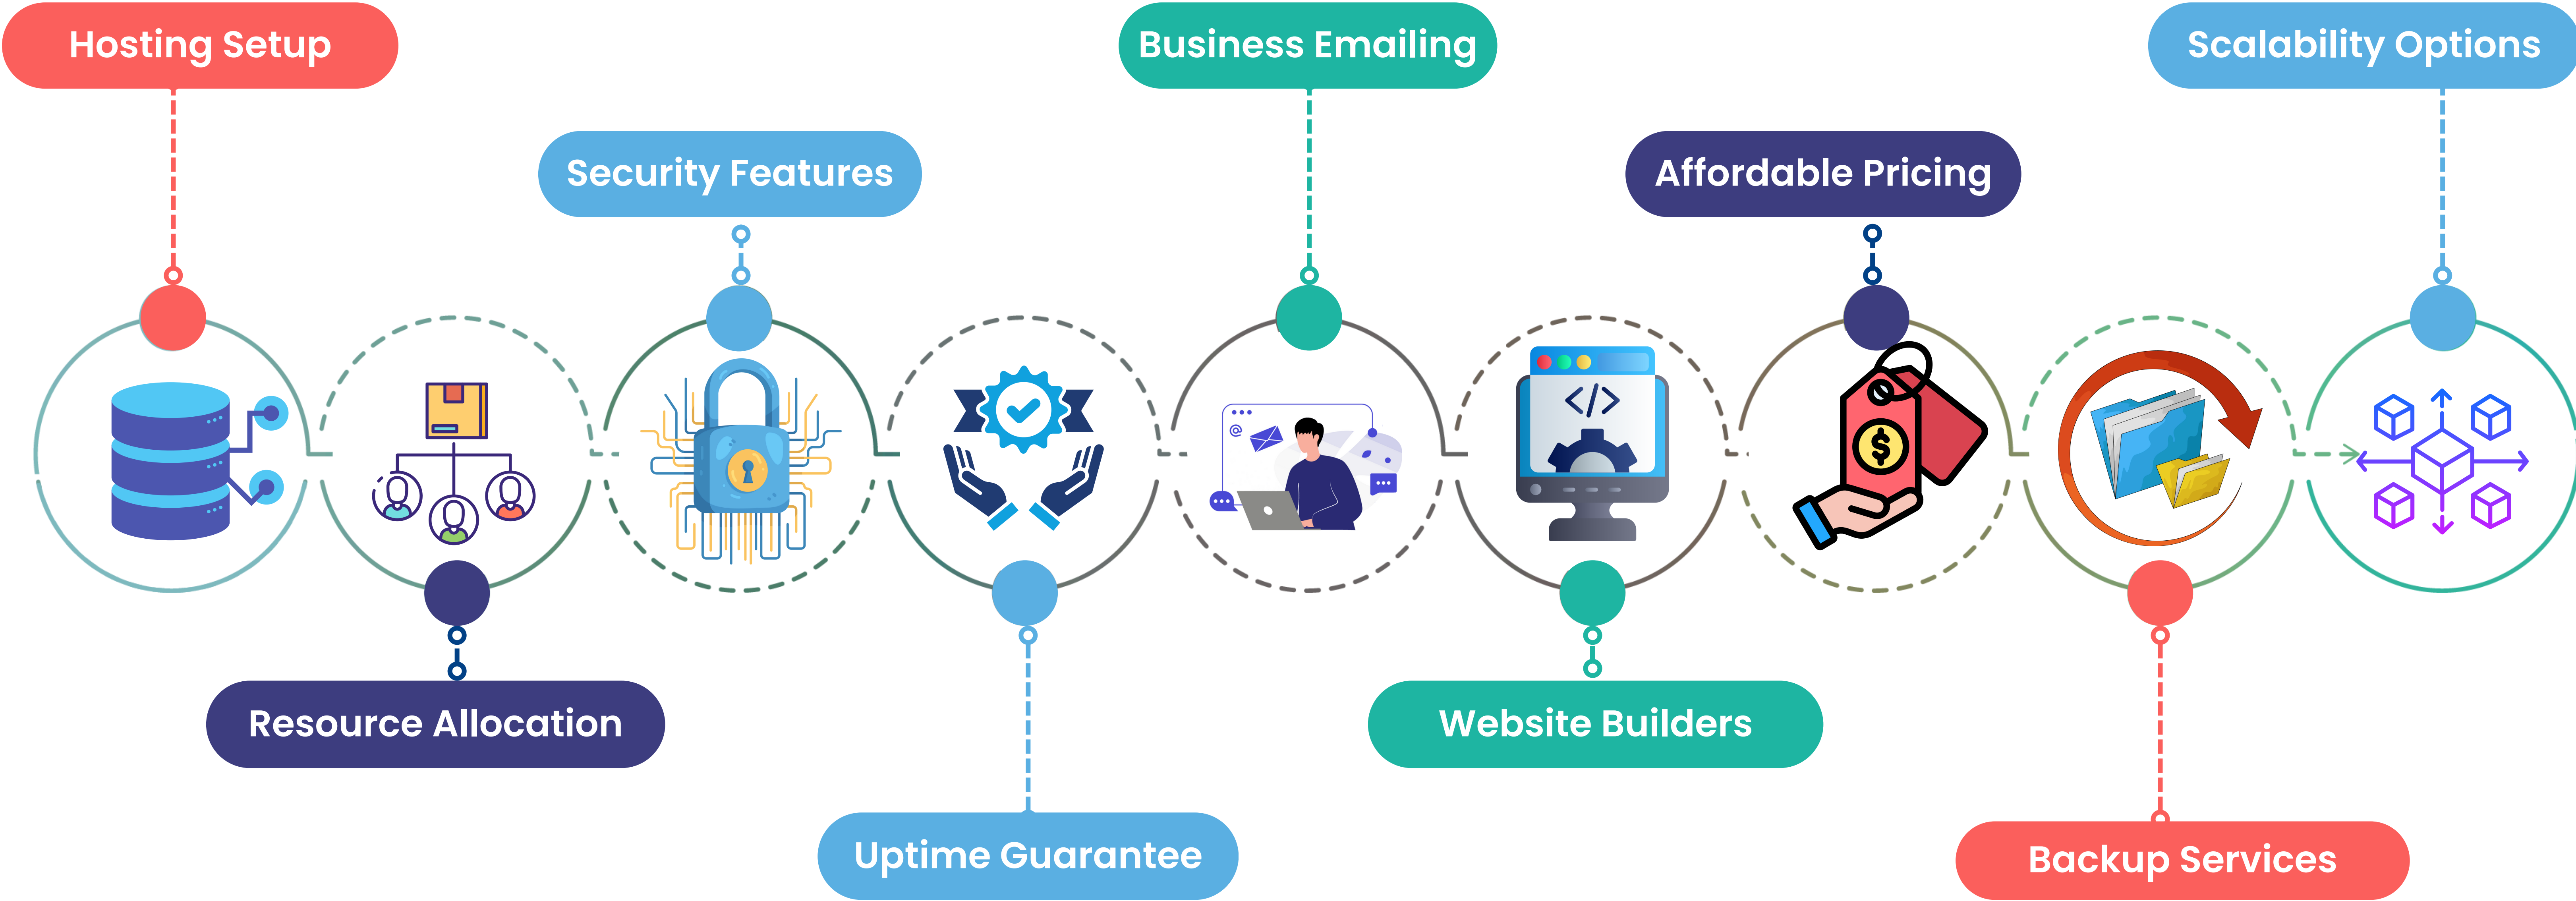 Hosting Setup
Business Emailing
Scalability Options
Security Features
Affordable Pricing
@
</>
$
Resource Allocation
Website Builders
Uptime Guarantee
Backup Services